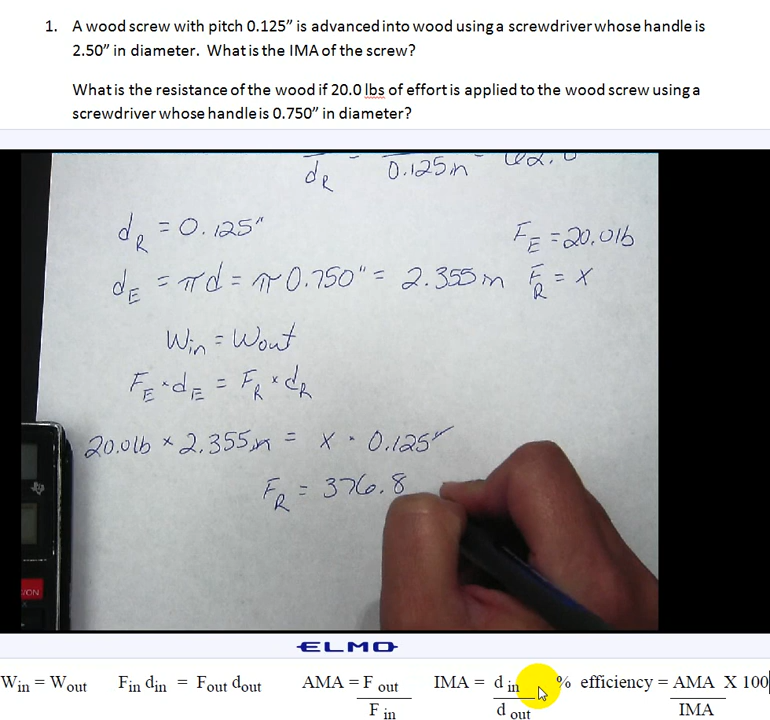 1. A wood screw with pitch 0.125” is advanced into wood using a screwdriver whose handle is
2.50” in diameter. What is the IMA of the screw?
What is the resistance of the wood if 20.0 lbs of effort is applied to the wood screw using a
screwdriver whose handle is 0.750” in diameter?
dR 0.125in
dR = 0.125"
FE = 20.0lb
dE = πd = π 0.750" = 2.355in
FR = x
Win = Wout
FE × dE = FR × dR
20.0lb × 2.355in = x · 0.125"
FR = 376.8
ON
ELMO
Win = Wout Fin din = Fout dout AMA = F out IMA = d in % efficiency = AMA X 100
F in d out IMA